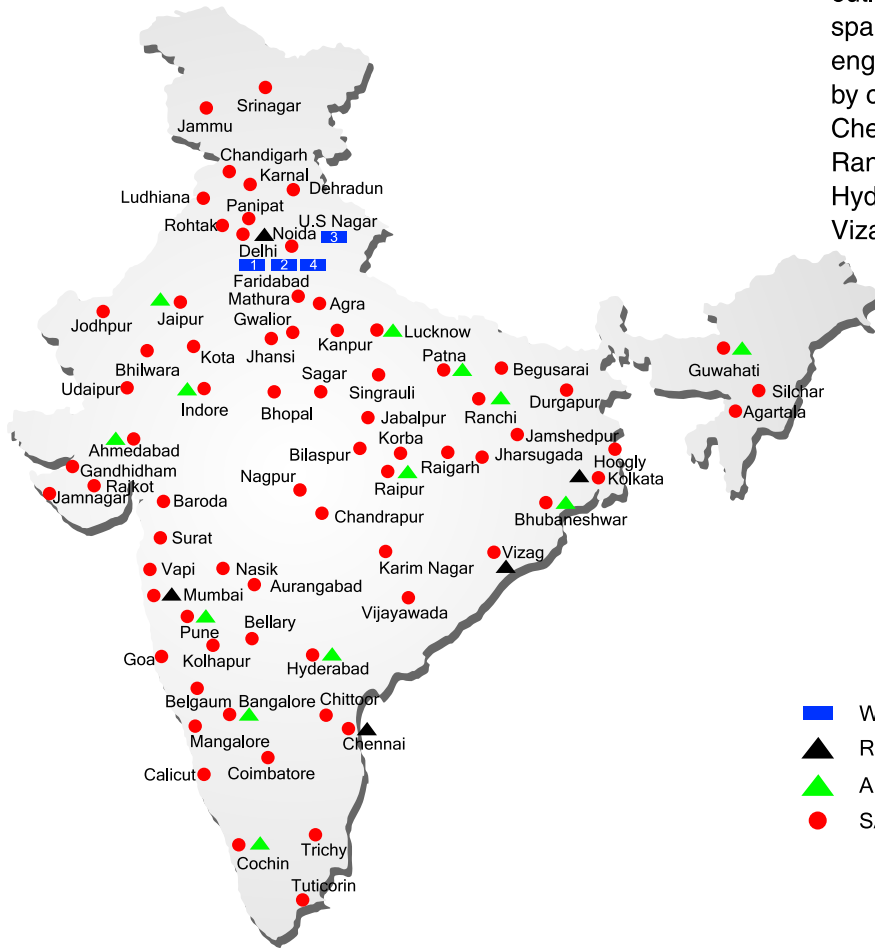 spa
eng
by c
Che
Ran
Hyd
Viza
Srinagar
Jammu
Chandigarh
Karnal
Ludhiana
Dehradun
Panipat
U.S Nagar
Rohtak
Noida
3
Delhi
1 2 4
Faridabad
Mathura
Agra
Jodhpur
Jaipur
Gwalior
Kanpur
Lucknow
Jhansi
Kota
Patna
Bhilwara
Begusarai
Guwahati
Sagar
Udaipur
Singrauli
Silchar
Indore
Bhopal
Ranchi
Durgapur
Agartala
Jabalpur
Jamshedpur
Ahmedabad
Korba
Bilaspur
Jharsugada
Hoogly
Gandhidham
Raigarh
Nagpur
Kolkata
Rajkot
Raipur
Jamnagar
Baroda
Chandrapur
Bhubaneshwar
Surat
Vizag
Vapi
Nasik
Karim Nagar
Aurangabad
Mumbai
Vijayawada
Pune
Bellary
Goa
Kolhapur
Hyderabad
Belgaum
Bangalore
Chittoor
Mangalore
Chennai
Calicut
Coimbatore
Trichy
Cochin
Tuticorin
W
R
A